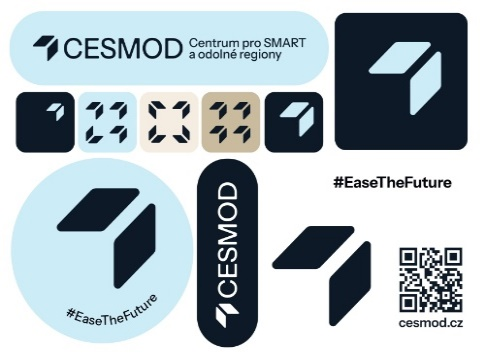 CESMOD
Centrum pro SMART
a odolné regiony
#EaseTheFuture
#EaseTheFuture
CESMOD
cesmod.cz